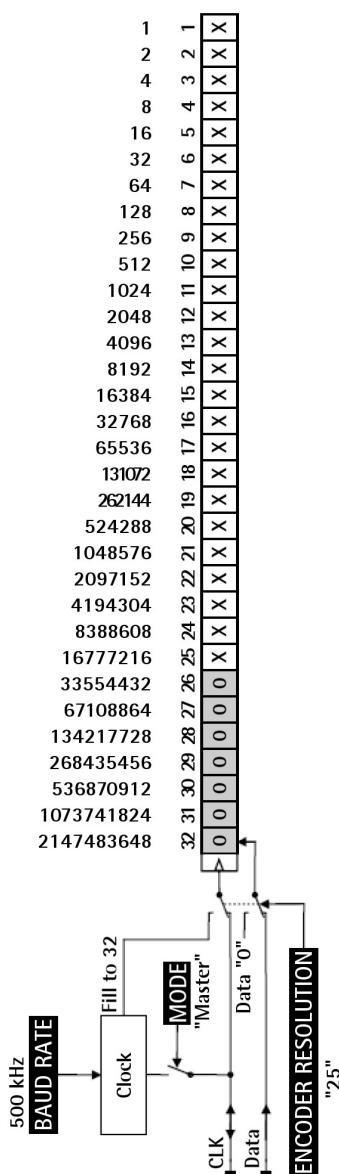 1 1 X
2 2 X
4 3 X
8 4 X
16 5 X
32 6 X
64 7 X
128 8 X
256 9 X
512 10 X
1024 11 X
2048 12 X
4096 13 X
8192 14 X
16384 15 X
32768 16 X
65536 17 X
131072 18 X
262144 19 X
524288 20 X
1048576 21 X
2097152 22 X
4194304 23 X
8388608 24 X
16777216 25 X
33554432 26 0
67108864 27 0
134217728 28 0
268435456 29 0
536870912 30 0
1073741824 31 0
2147483648 32 0
500 kHz
BAUD RATE
Clock
Fill to 32
MODE
"Master"
Data "0"
CLK
Data
ENCODER RESOLUTION
"25"